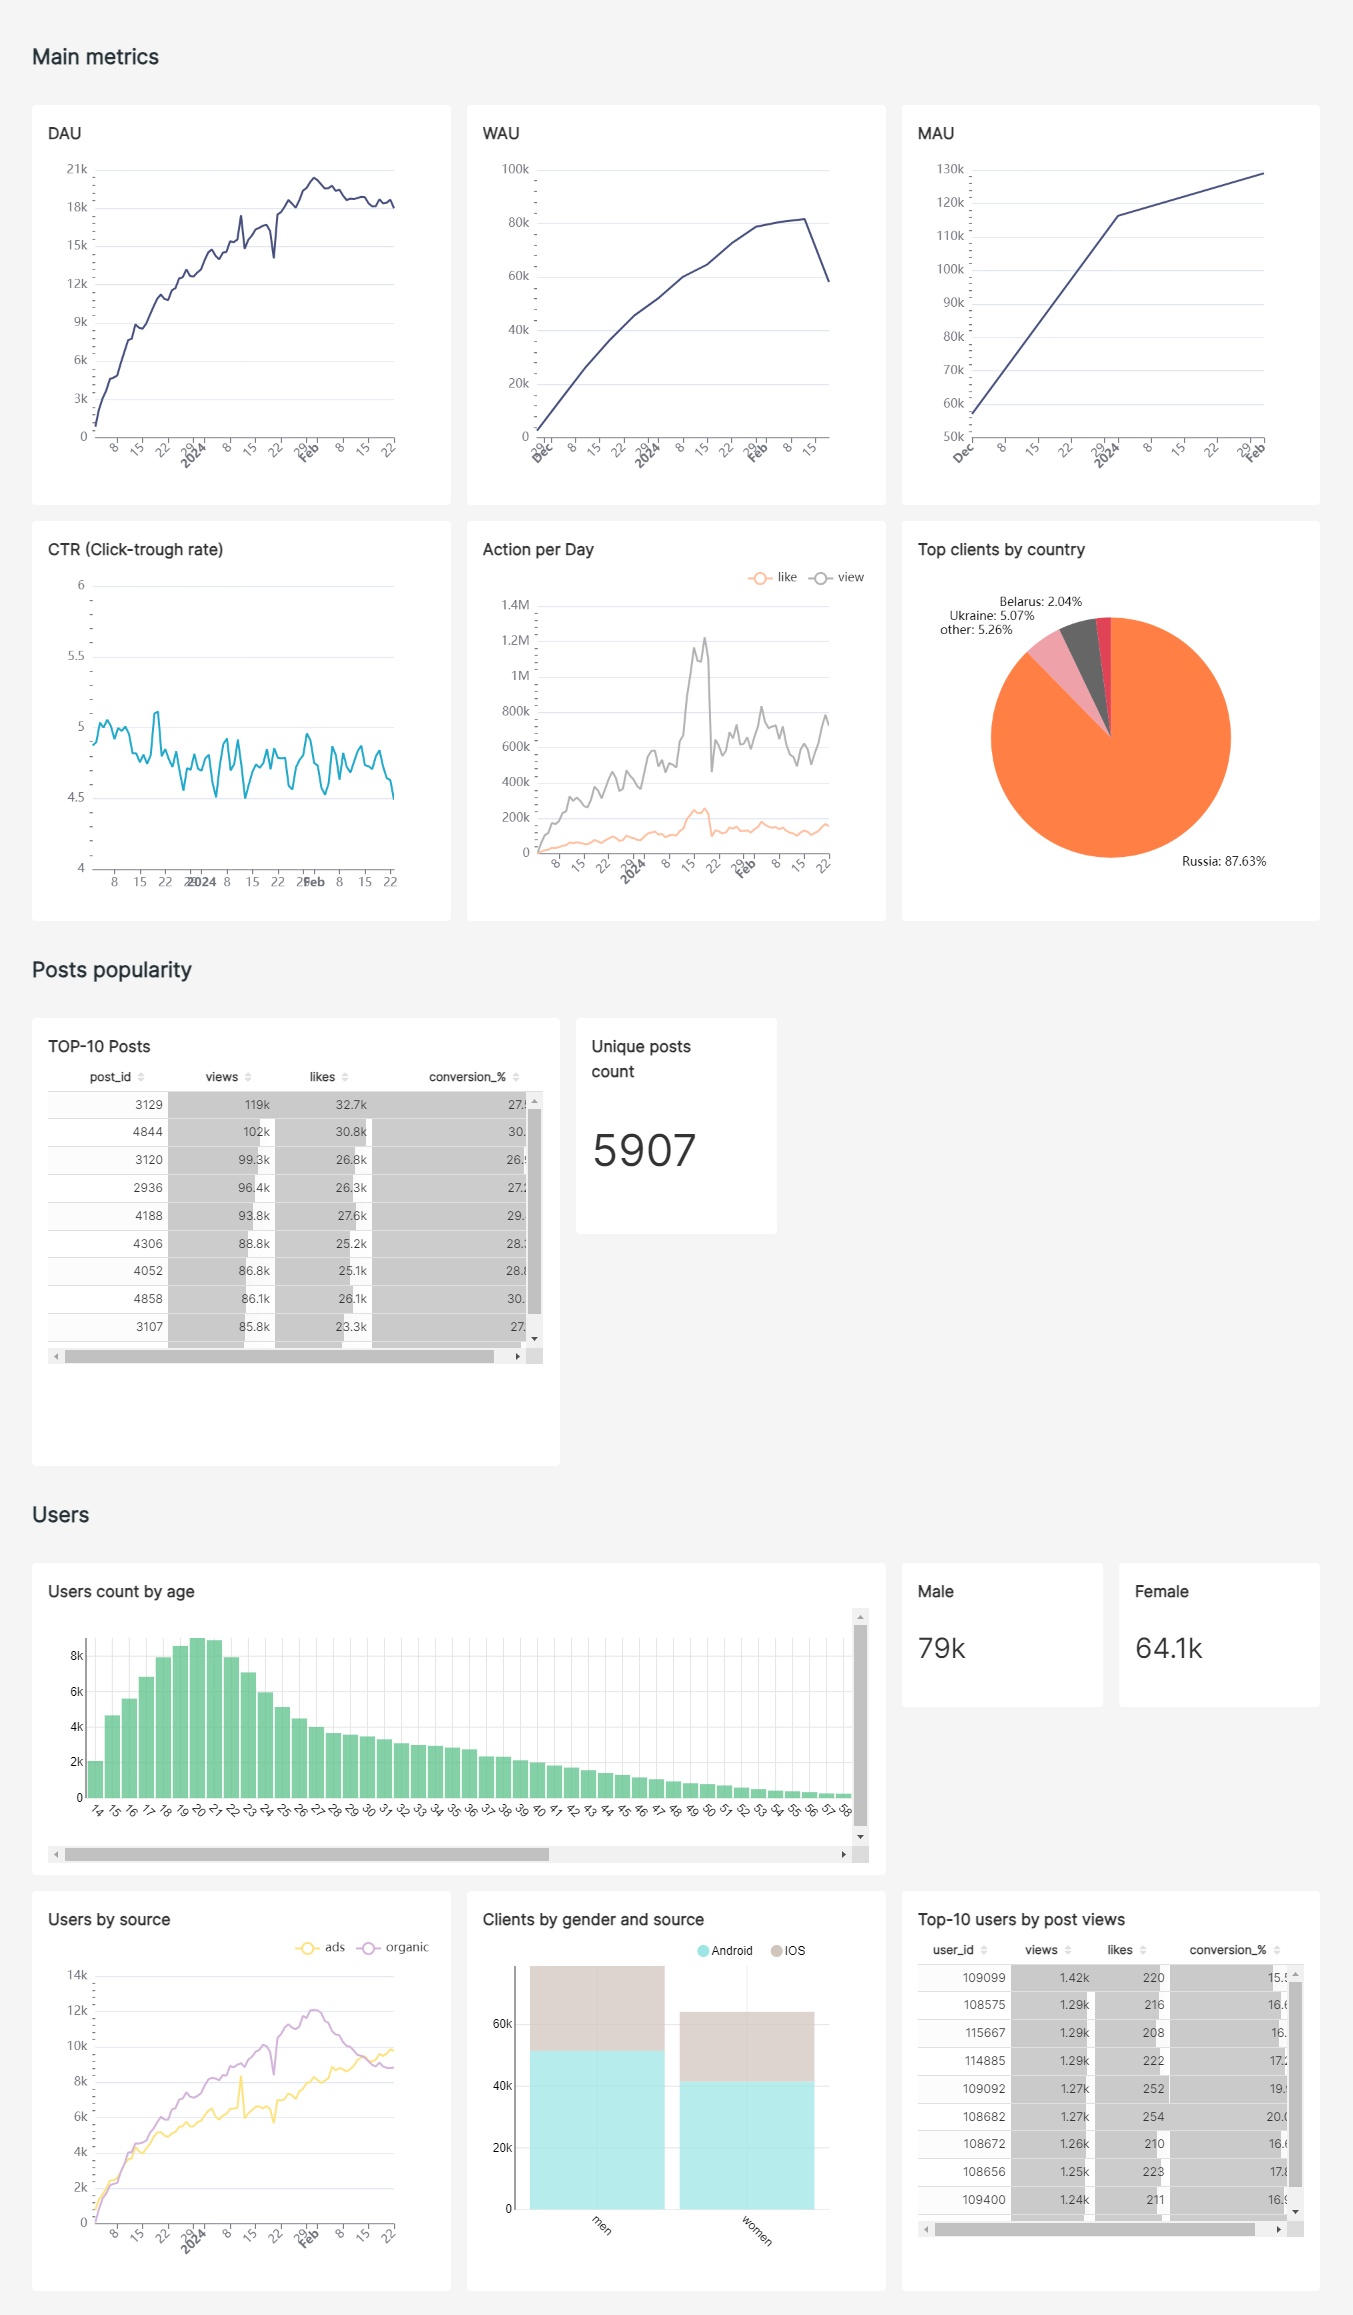 Main metrics
DAU
21k
18k
15k
12k
9k
6k
3k
0
8
15
22
29
2024
8
15
22
29
Feb
8
15
22
WAU
100k
80k
60k
40k
20k
0
29
Dec
8
15
22
29
2024
8
15
22
29
Feb
8
15
MAU
130k
120k
110k
100k
90k
80k
70k
60k
50k
Dec
8
15
22
29
2024
8
15
22
29
Feb
CTR (Click-trough rate)
6
5.5
5
4.5
4
8
15
22
29
2024
8
15
22
29
Feb
8
15
22
Action per Day
like
view
1.4M
1.2M
1M
800k
600k
400k
200k
0
8
15
22
29
2024
8
15
22
29
Feb
8
15
22
Top clients by country
Belarus: 2.04%
Ukraine: 5.07%
other: 5.26%
Russia: 87.63%
Posts popularity
TOP-10 Posts
post_id views likes conversion_%
3129 119k 32.7k 27.
4844 102k 30.8k 30.
3120 99.3k 26.8k 26.
2936 96.4k 26.3k 27.
4188 93.8k 27.6k 29.
4306 88.8k 25.2k 28.
4052 86.8k 25.1k 28.
4858 86.1k 26.1k 30.
3107 85.8k 23.3k 27.
Unique posts
count
5907
Users
Users count by age
8k
6k
4k
2k
0
14 15 16 17 18 19 20 21 22 23 24 25 26 27 28 29 30 31 32 33 34 35 36 37 38 39 40 41 42 43 44 45 46 47 48 49 50 51 52 53 54 55 56 57 58
Male
79k
Female
64.1k
Users by source
ads
organic
14k
12k
10k
8k
6k
4k
2k
0
8
15
22
29
2024
8
15
22
29
Feb
8
15
22
Clients by gender and source
Android
IOS
60k
40k
20k
0
men
women
Top-10 users by post views
user_id views likes conversion_%
109099 1.42k 220 15.
108575 1.29k 216 16.
115667 1.29k 208 16.
114885 1.29k 222 17.
109092 1.27k 252 19.
108682 1.27k 254 20.
108672 1.26k 210 16.
108656 1.25k 223 17.
109400 1.24k 211 16.